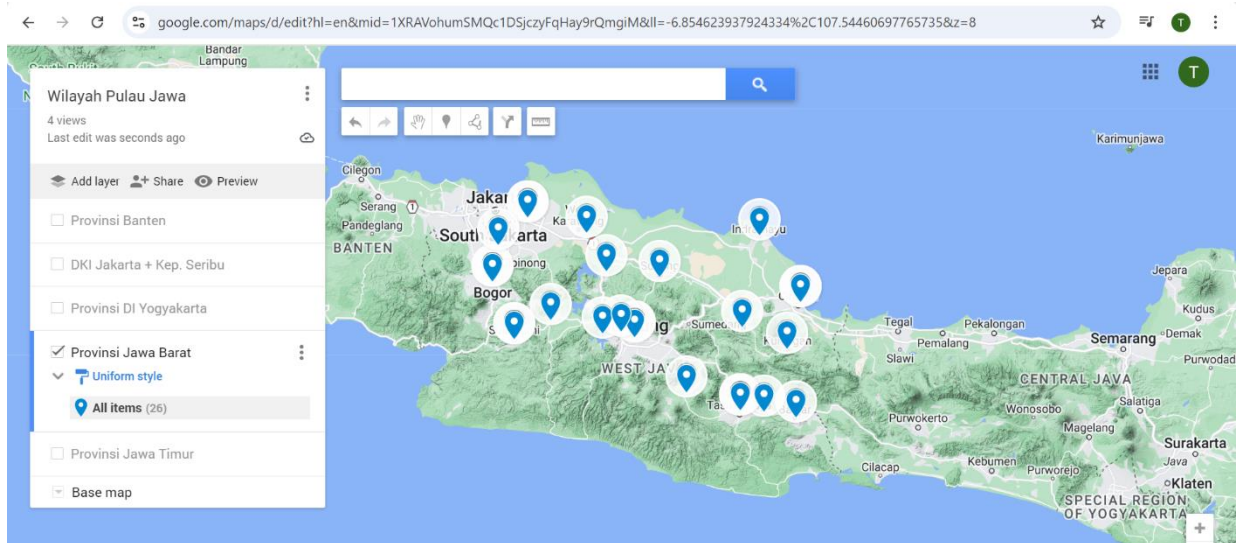 google.com/maps/d/edit?hl=en&mid=1XRAVohumSMQc1DSjczyFqHay9rQmgiM&ll=-6.854623937924334%2C107.54460697765735&z=8
T
Bandar
Lampung
Wilayah Pulau Jawa
4 views
Last edit was seconds ago
Add layer Share Preview
Provinsi Banten
DKI Jakarta + Kep. Seribu
Provinsi DI Yogyakarta
Provinsi Jawa Barat
Uniform style
All items (26)
Provinsi Jawa Timur
Base map
T
Karimunjawa
Cilegon
Serang
1
Pandeglang
BANTEN
Bogor
WEST JA
Tegal
Pekalongan
Pemalang
Slawi
Jepara
Kudus
Semarang
Demak
Purwodad
CENTRAL JAVA
Salatiga
Wonosobo
Magelang
Purwokerto
Surakarta
Java
Cilacap
Kebumen
Purworejo
Klaten
SPECIAL REGION
OF YOGYAKARTA